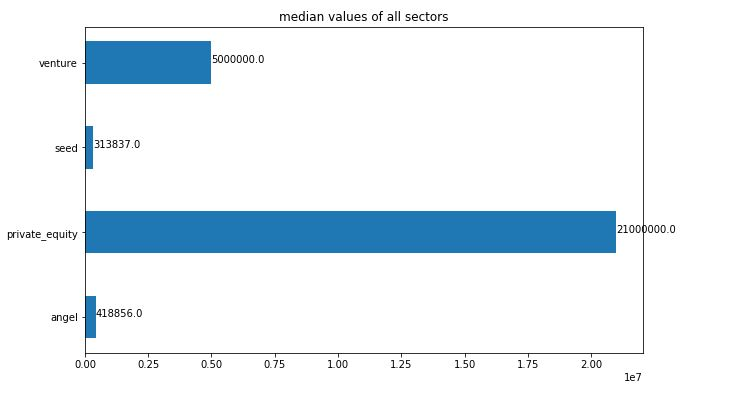 median values of all sectors
venture
5000000.0
seed
313837.0
private_equity
21000000.0
angel
418856.0
0.00 0.25 0.50 0.75 1.00 1.25 1.50 1.75 2.00
1e7